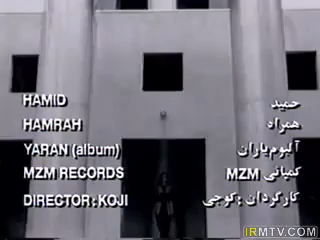 HAMID حمید
HAMRAH همراه
YARAN (album) آلبوم یاران
MZM RECORDS کمپانی MZM
DIRECTOR: KOJI کارگردان :کوجی
IRMTV.COM